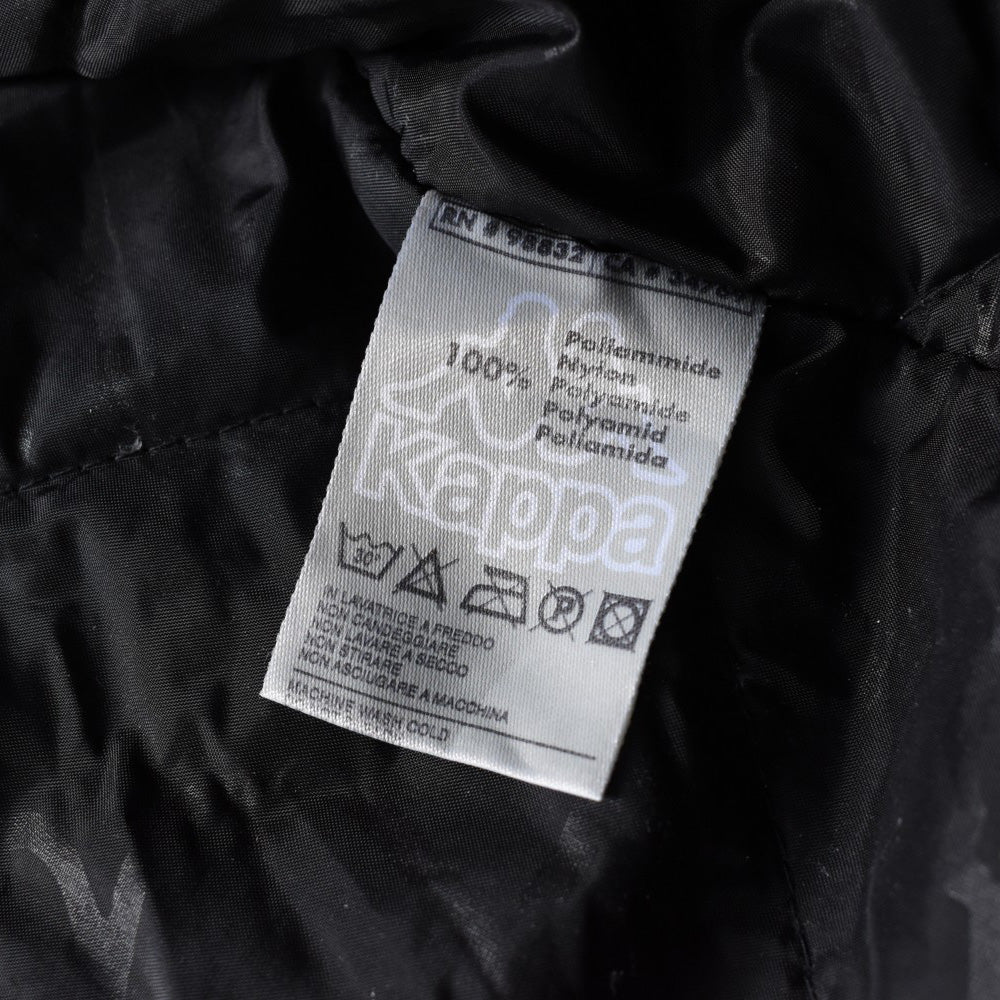 RN # 98832 CA #
Poliammide
Nylon
100% Polyamide
Polyamid
Poliamida
Kappa
30°
P
IN LAVATRICE A FREDDO
NON CANDEGGIARE
NON LAVARE A SECCO
NON STIRARE
NON ASCIUGARE A MACCHINA
MACHINE WASH COLD